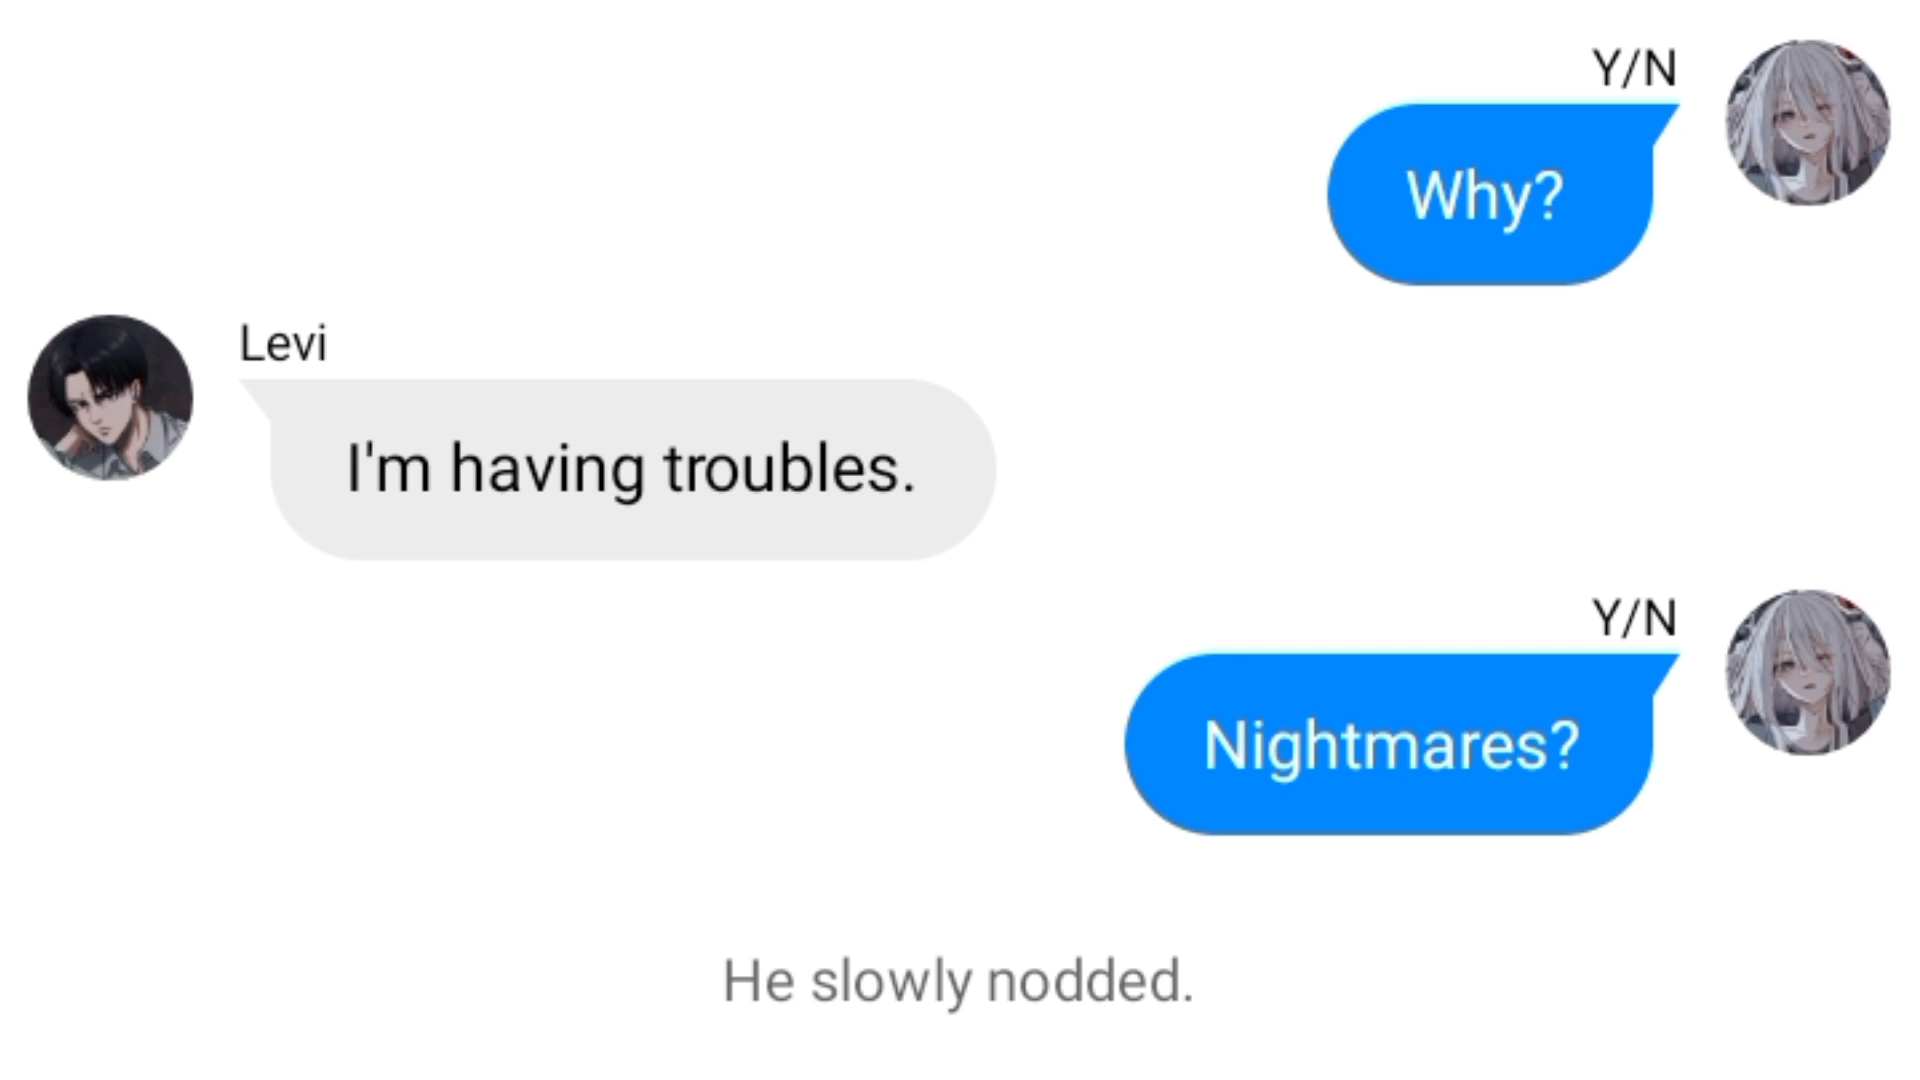 Y/N
Why?
Levi
I'm having troubles.
Y/N
Nightmares?
He slowly nodded.